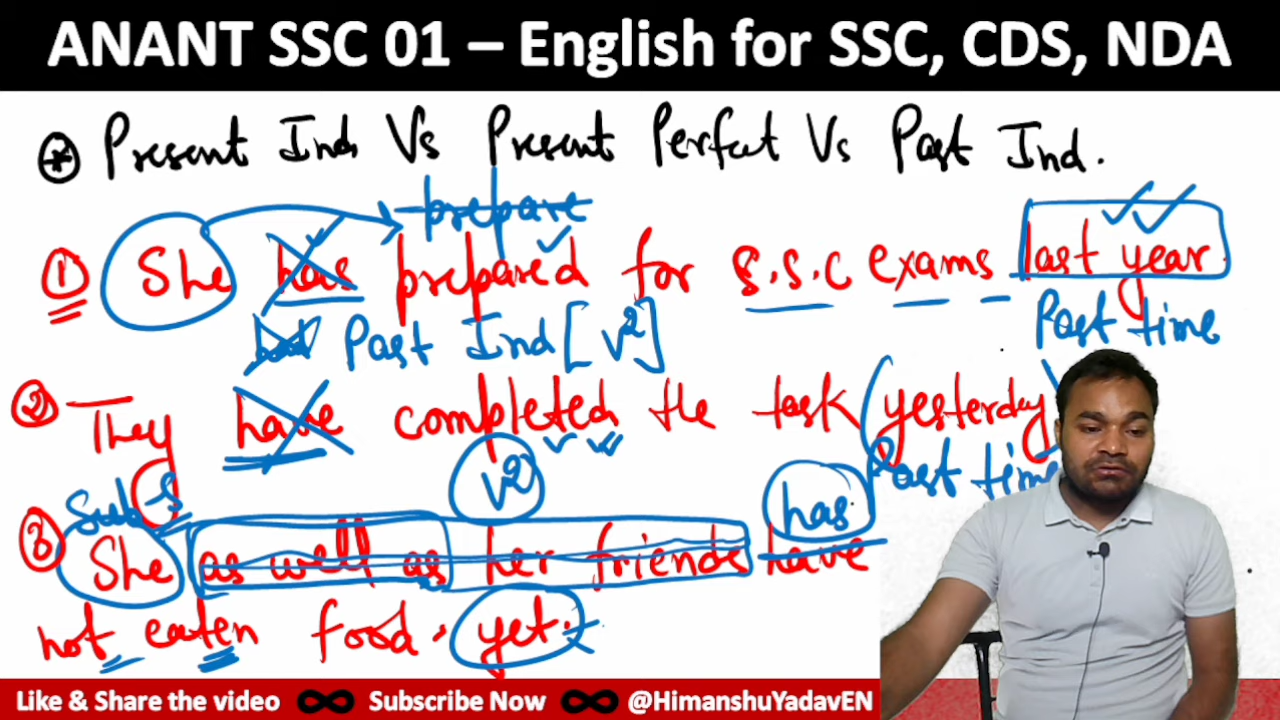 ANANT SSC 01 – English for SSC, CDS, NDA
Present Ind. Vs Present Perfect Vs Past Ind.
prepare
① She has prepared for S.S.C exams last year.
Past Ind [V2] Past time
② They have completed the task (yesterday)
Sub S V2 has Past time
③ She as well as her friends have
not eaten food. yet.
Like & Share the video Subscribe Now @HimanshuYadavEN